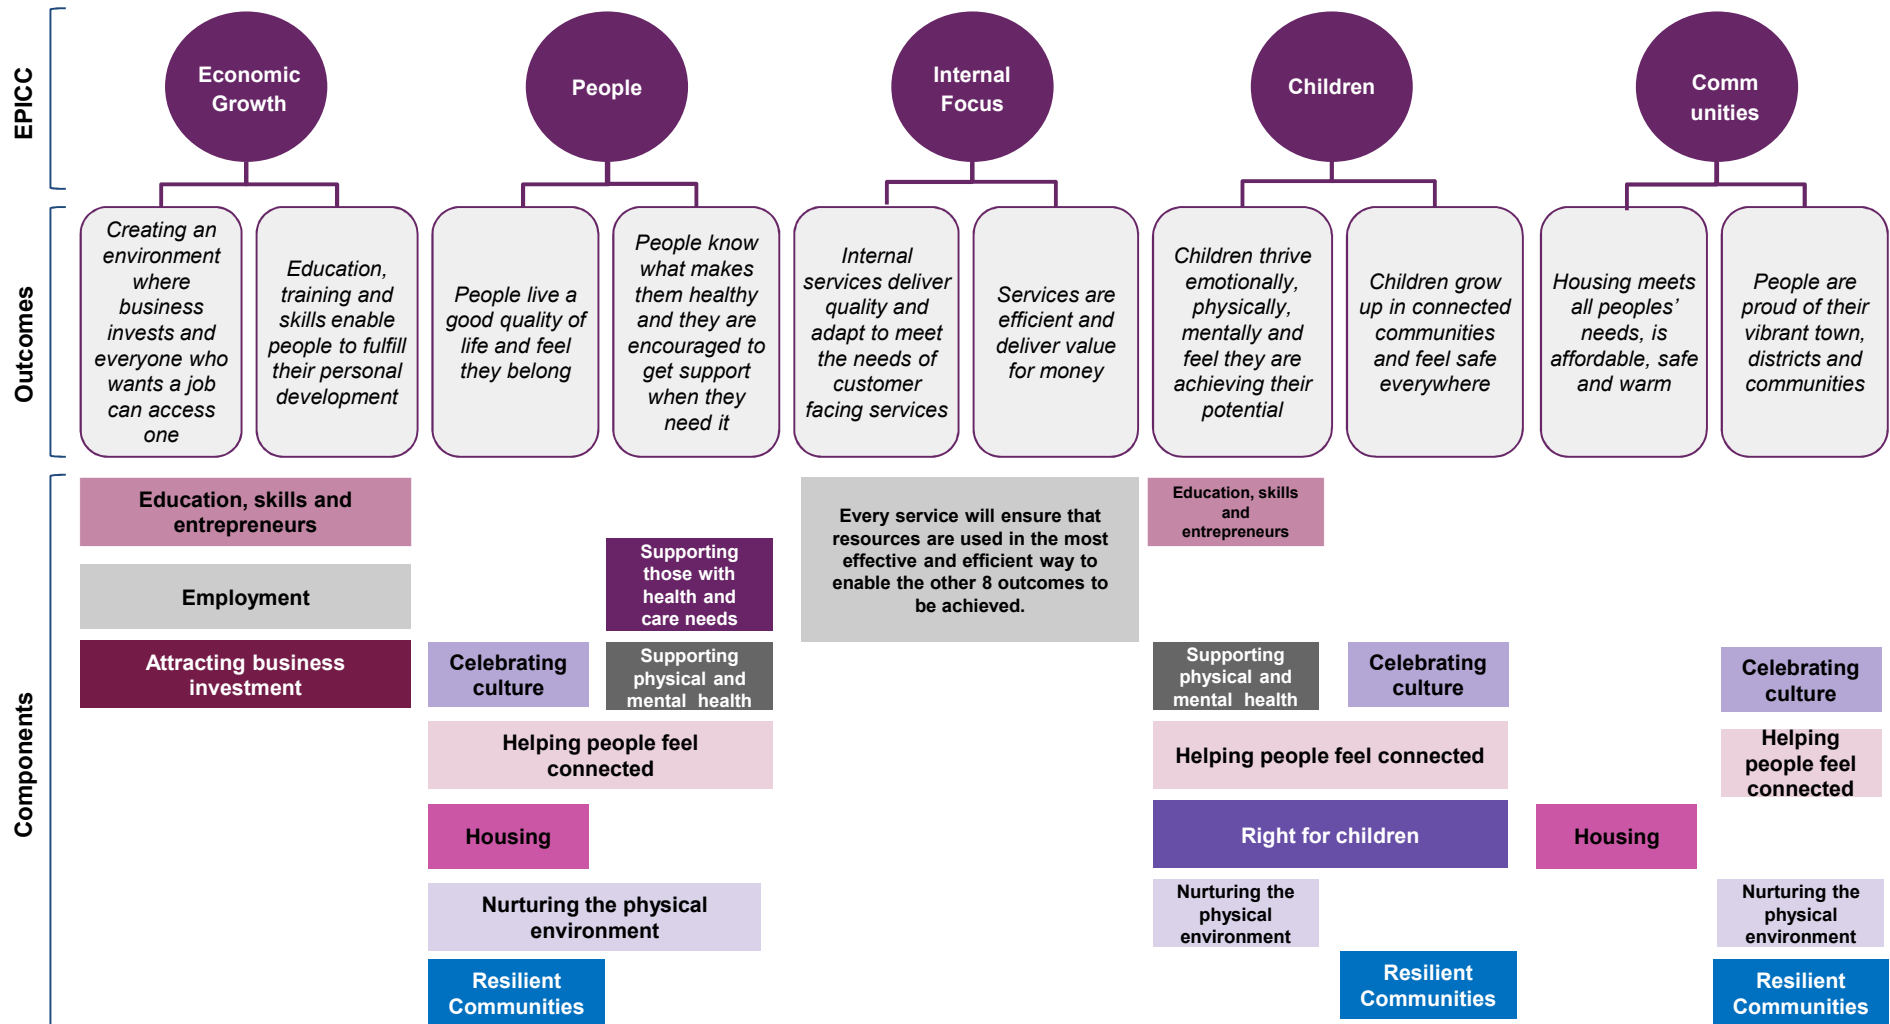 EPICC
Economic
Growth
People
Internal
Focus
Children
Comm
unities
Outcomes
Creating an
environment
where
business
invests and
everyone who
wants a job
can access
one
Education,
training and
skills enable
people to fulfill
their personal
development
People live a
good quality of
life and feel
they belong
People know
what makes
them healthy
and they are
encouraged to
get support
when they
need it
Internal
services deliver
quality and
adapt to meet
the needs of
customer
facing services
Services are
efficient and
deliver value
for money
Children thrive
emotionally,
physically,
mentally and
feel they are
achieving their
potential
Children grow
up in connected
communities
and feel safe
everywhere
Housing meets
all peoples’
needs, is
affordable, safe
and warm
People are
proud of their
vibrant town,
districts and
communities
Components
Education, skills and
entrepreneurs
Employment
Attracting business
investment
Supporting
those with
health and
care needs
Celebrating
culture
Supporting
physical and
mental health
Helping people feel
connected
Housing
Nurturing the physical
environment
Resilient
Communities
Every service will ensure that
resources are used in the most
effective and efficient way to
enable the other 8 outcomes to
be achieved.
Education, skills
and
entrepreneurs
Supporting
physical and
mental health
Celebrating
culture
Helping people feel connected
Right for children
Nurturing the
physical
environment
Resilient
Communities
Housing
Celebrating
culture
Helping
people feel
connected
Nurturing the
physical
environment
Resilient
Communities